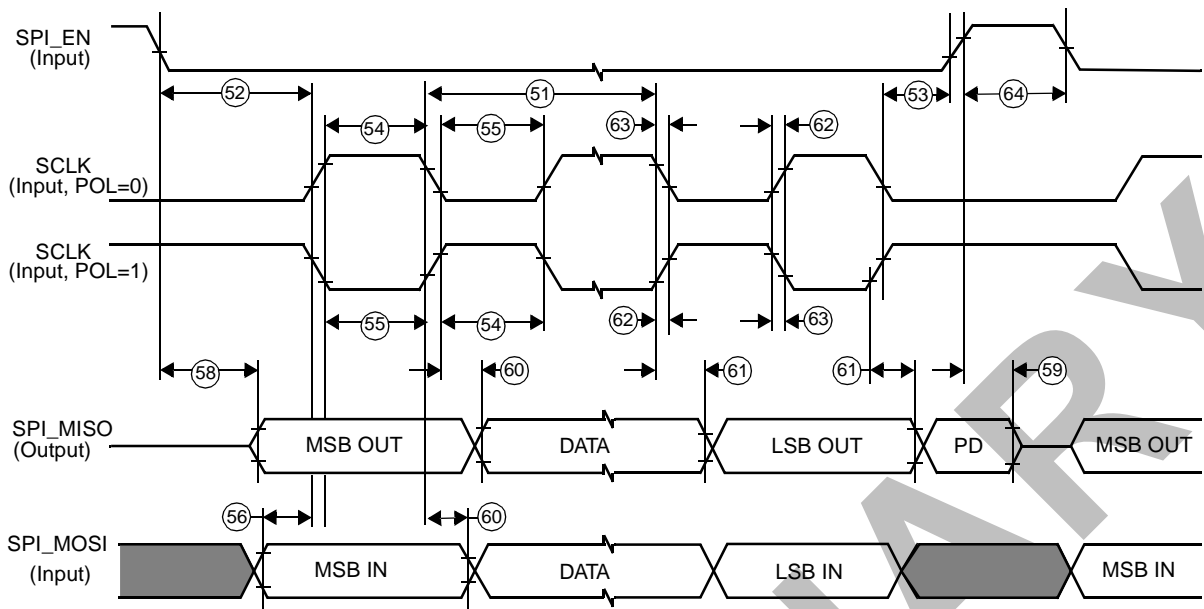 SPI_EN
(Input)
52
51
53
64
54
55
63
62
SCLK
(Input, POL=0)
SCLK
(Input, POL=1)
55
54
62
63
58
60
61
61
59
SPI_MISO
(Output)
MSB OUT
DATA
LSB OUT
PD
MSB OUT
56
60
SPI_MOSI
(Input)
MSB IN
DATA
LSB IN
MSB IN
ARY